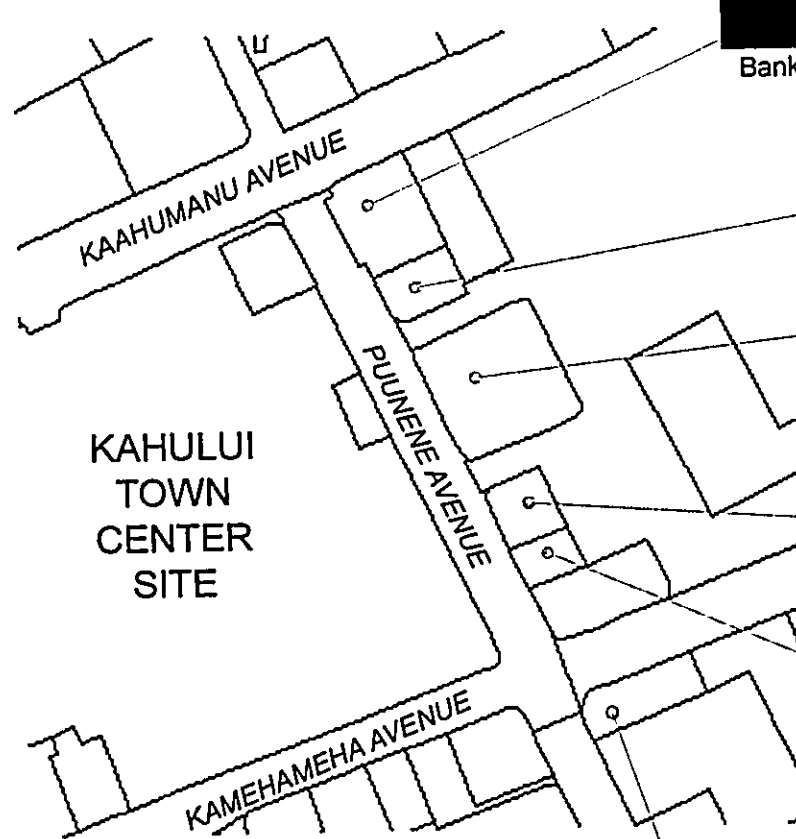 Bank
KAAHUMANU AVENUE
PUUNENE AVENUE
KAHULUI
TOWN
CENTER
SITE
KAMEHAMEHA AVENUE